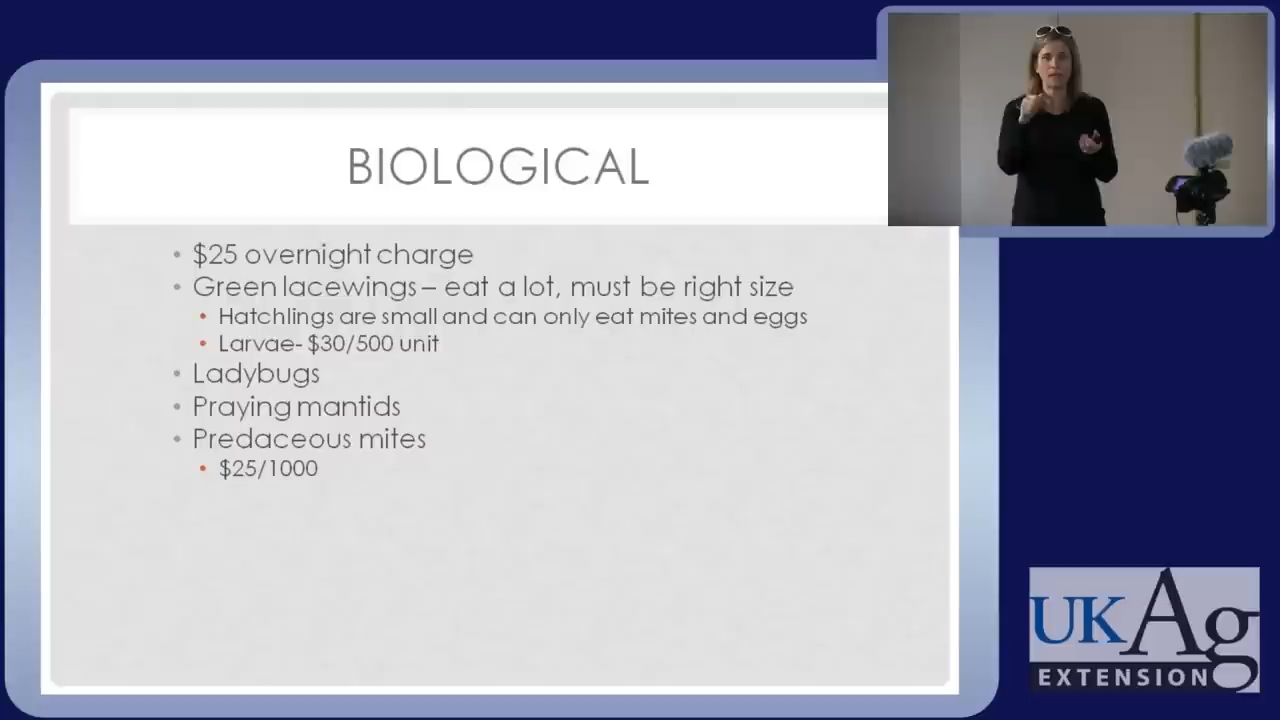 BIOLOGICAL
• $25 overnight charge
• Green lacewings – eat a lot, must be right size
• Hatchlings are small and can only eat mites and eggs
• Larvae- $30/500 unit
• Ladybugs
• Praying mantids
• Predaceous mites
• $25/1000
UKAg
EXTENSION